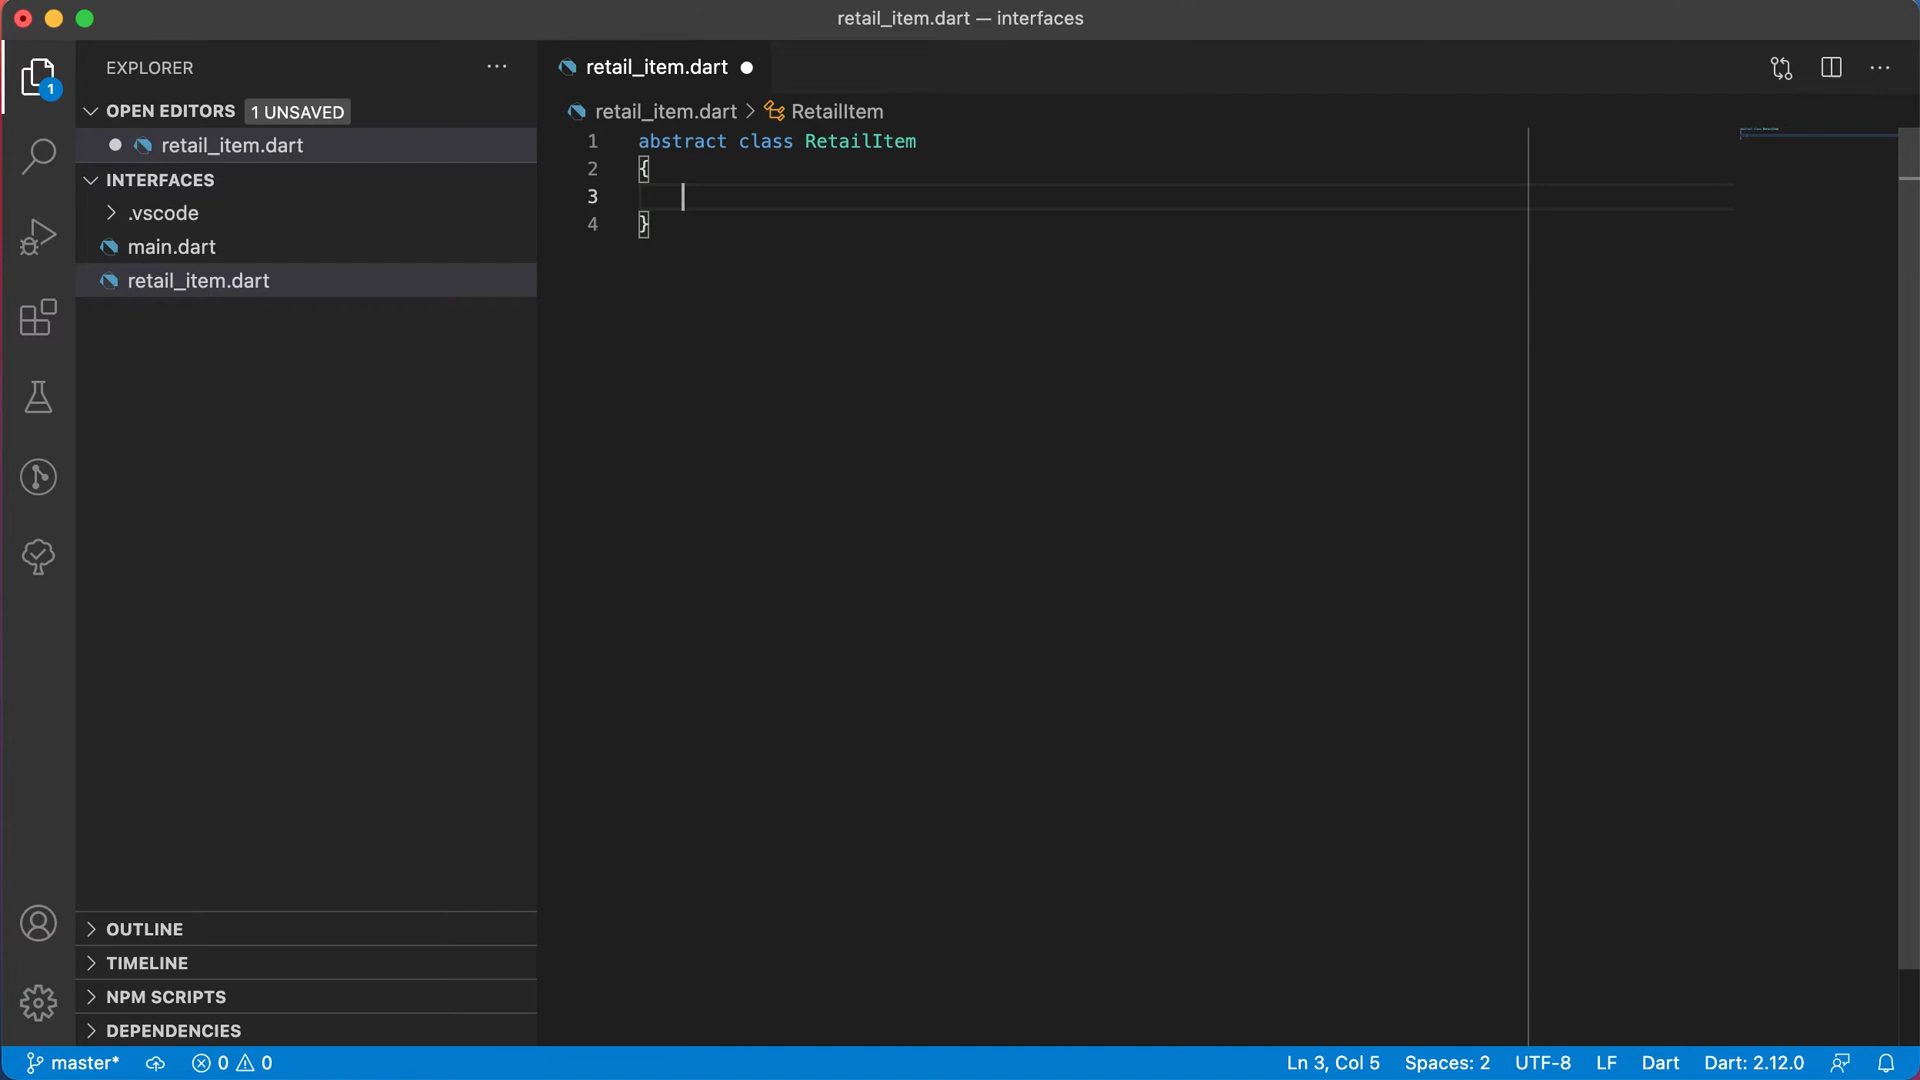 retail_item.dart — interfaces
EXPLORER
OPEN EDITORS 1 UNSAVED
retail_item.dart
INTERFACES
.vscode
main.dart
retail_item.dart
OUTLINE
TIMELINE
NPM SCRIPTS
DEPENDENCIES
1
retail_item.dart
retail_item.dart > RetailItem
1 abstract class RetailItem
2 {
3
4 }
master* 0 0 Ln 3, Col 5 Spaces: 2 UTF-8 LF Dart Dart: 2.12.0